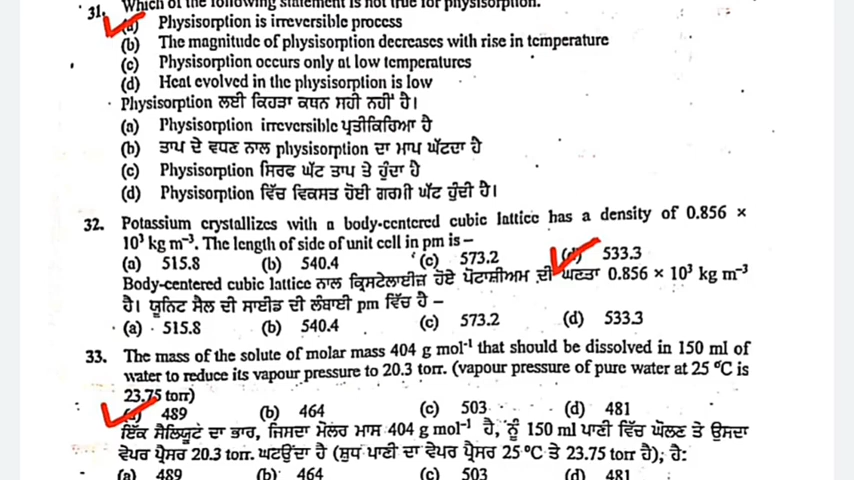 31. Which of the following statement is not true for physisorption.
(a) Physisorption is irreversible process
(b) The magnitude of physisorption decreases with rise in temperature
(c) Physisorption occurs only at low temperatures
(d) Heat evolved in the physisorption is low
Physisorption ਲਈ ਕਿਹੜਾ ਕਥਨ ਸਹੀ ਨਹੀਂ ਹੈ।
(a) Physisorption irreversible ਪ੍ਰਤੀਕਿਰਿਆ ਹੈ
(b) ਤਾਪ ਦੇ ਵਧਣ ਨਾਲ physisorption ਦਾ ਮਾਪ ਘੱਟਦਾ ਹੈ
(c) Physisorption ਸਿਰਫ ਘੱਟ ਤਾਪ ਤੇ ਹੁੰਦਾ ਹੈ
(d) Physisorption ਵਿੱਚ ਵਿਕਸਤ ਹੋਈ ਗਰਮੀ ਘੱਟ ਹੁੰਦੀ ਹੈ।
32. Potassium crystallizes with a body-centered cubic lattice has a density of 0.856 ×
10³ kg m⁻³. The length of side of unit cell in pm is –
(a) 515.8 (b) 540.4 (c) 573.2 (d) 533.3
Body-centered cubic lattice ਨਾਲ ਕ੍ਰਿਸਟੇਲਾਈਜ਼ ਹੋਏ ਪੋਟਾਸ਼ੀਅਮ ਦੀ ਘਣਤਾ 0.856 × 10³ kg m⁻³
ਹੈ। ਯੂਨਿਟ ਸੈਲ ਦੀ ਸਾਈਡ ਦੀ ਲੰਬਾਈ pm ਵਿੱਚ ਹੈ –
(a) 515.8 (b) 540.4 (c) 573.2 (d) 533.3
33. The mass of the solute of molar mass 404 g mol⁻¹ that should be dissolved in 150 ml of
water to reduce its vapour pressure to 20.3 torr. (vapour pressure of pure water at 25 °C is
23.75 torr)
(a) 489 (b) 464 (c) 503 (d) 481
ਇੱਕ ਸੈਲਿਯੂਟ ਦਾ ਭਾਰ, ਜਿਸਦਾ ਮੋਲਰ ਮਾਸ 404 g mol⁻¹ ਹੈ, ਨੂੰ 150 ml ਪਾਣੀ ਵਿੱਚ ਘੋਲਣ ਤੇ ਉਸਦਾ
ਵੇਪਰ ਪ੍ਰੈਸਰ 20.3 torr. ਘਟਾਉਂਦਾ ਹੈ (ਸ਼ੁਧ ਪਾਣੀ ਦਾ ਵੇਪਰ ਪ੍ਰੈਸਰ 25 °C ਤੇ 23.75 torr ਹੈ); ਹੈ:
(a) 489 (b) 464 (c) 503 (d) 481